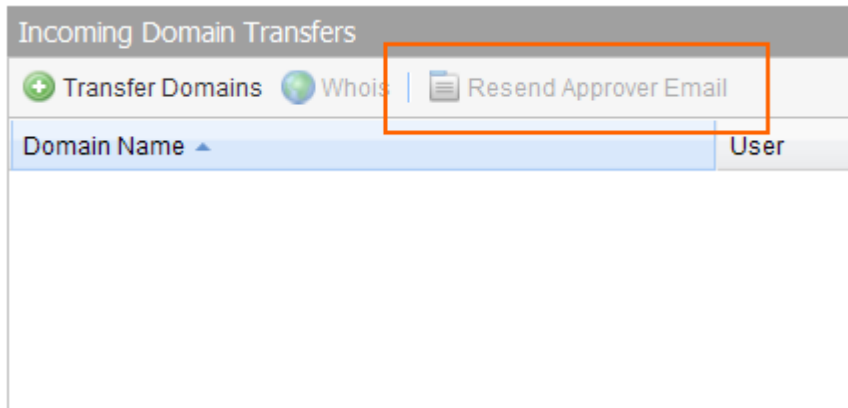 Incoming Domain Transfers
Transfer Domains Whois Resend Approver Email
Domain Name User